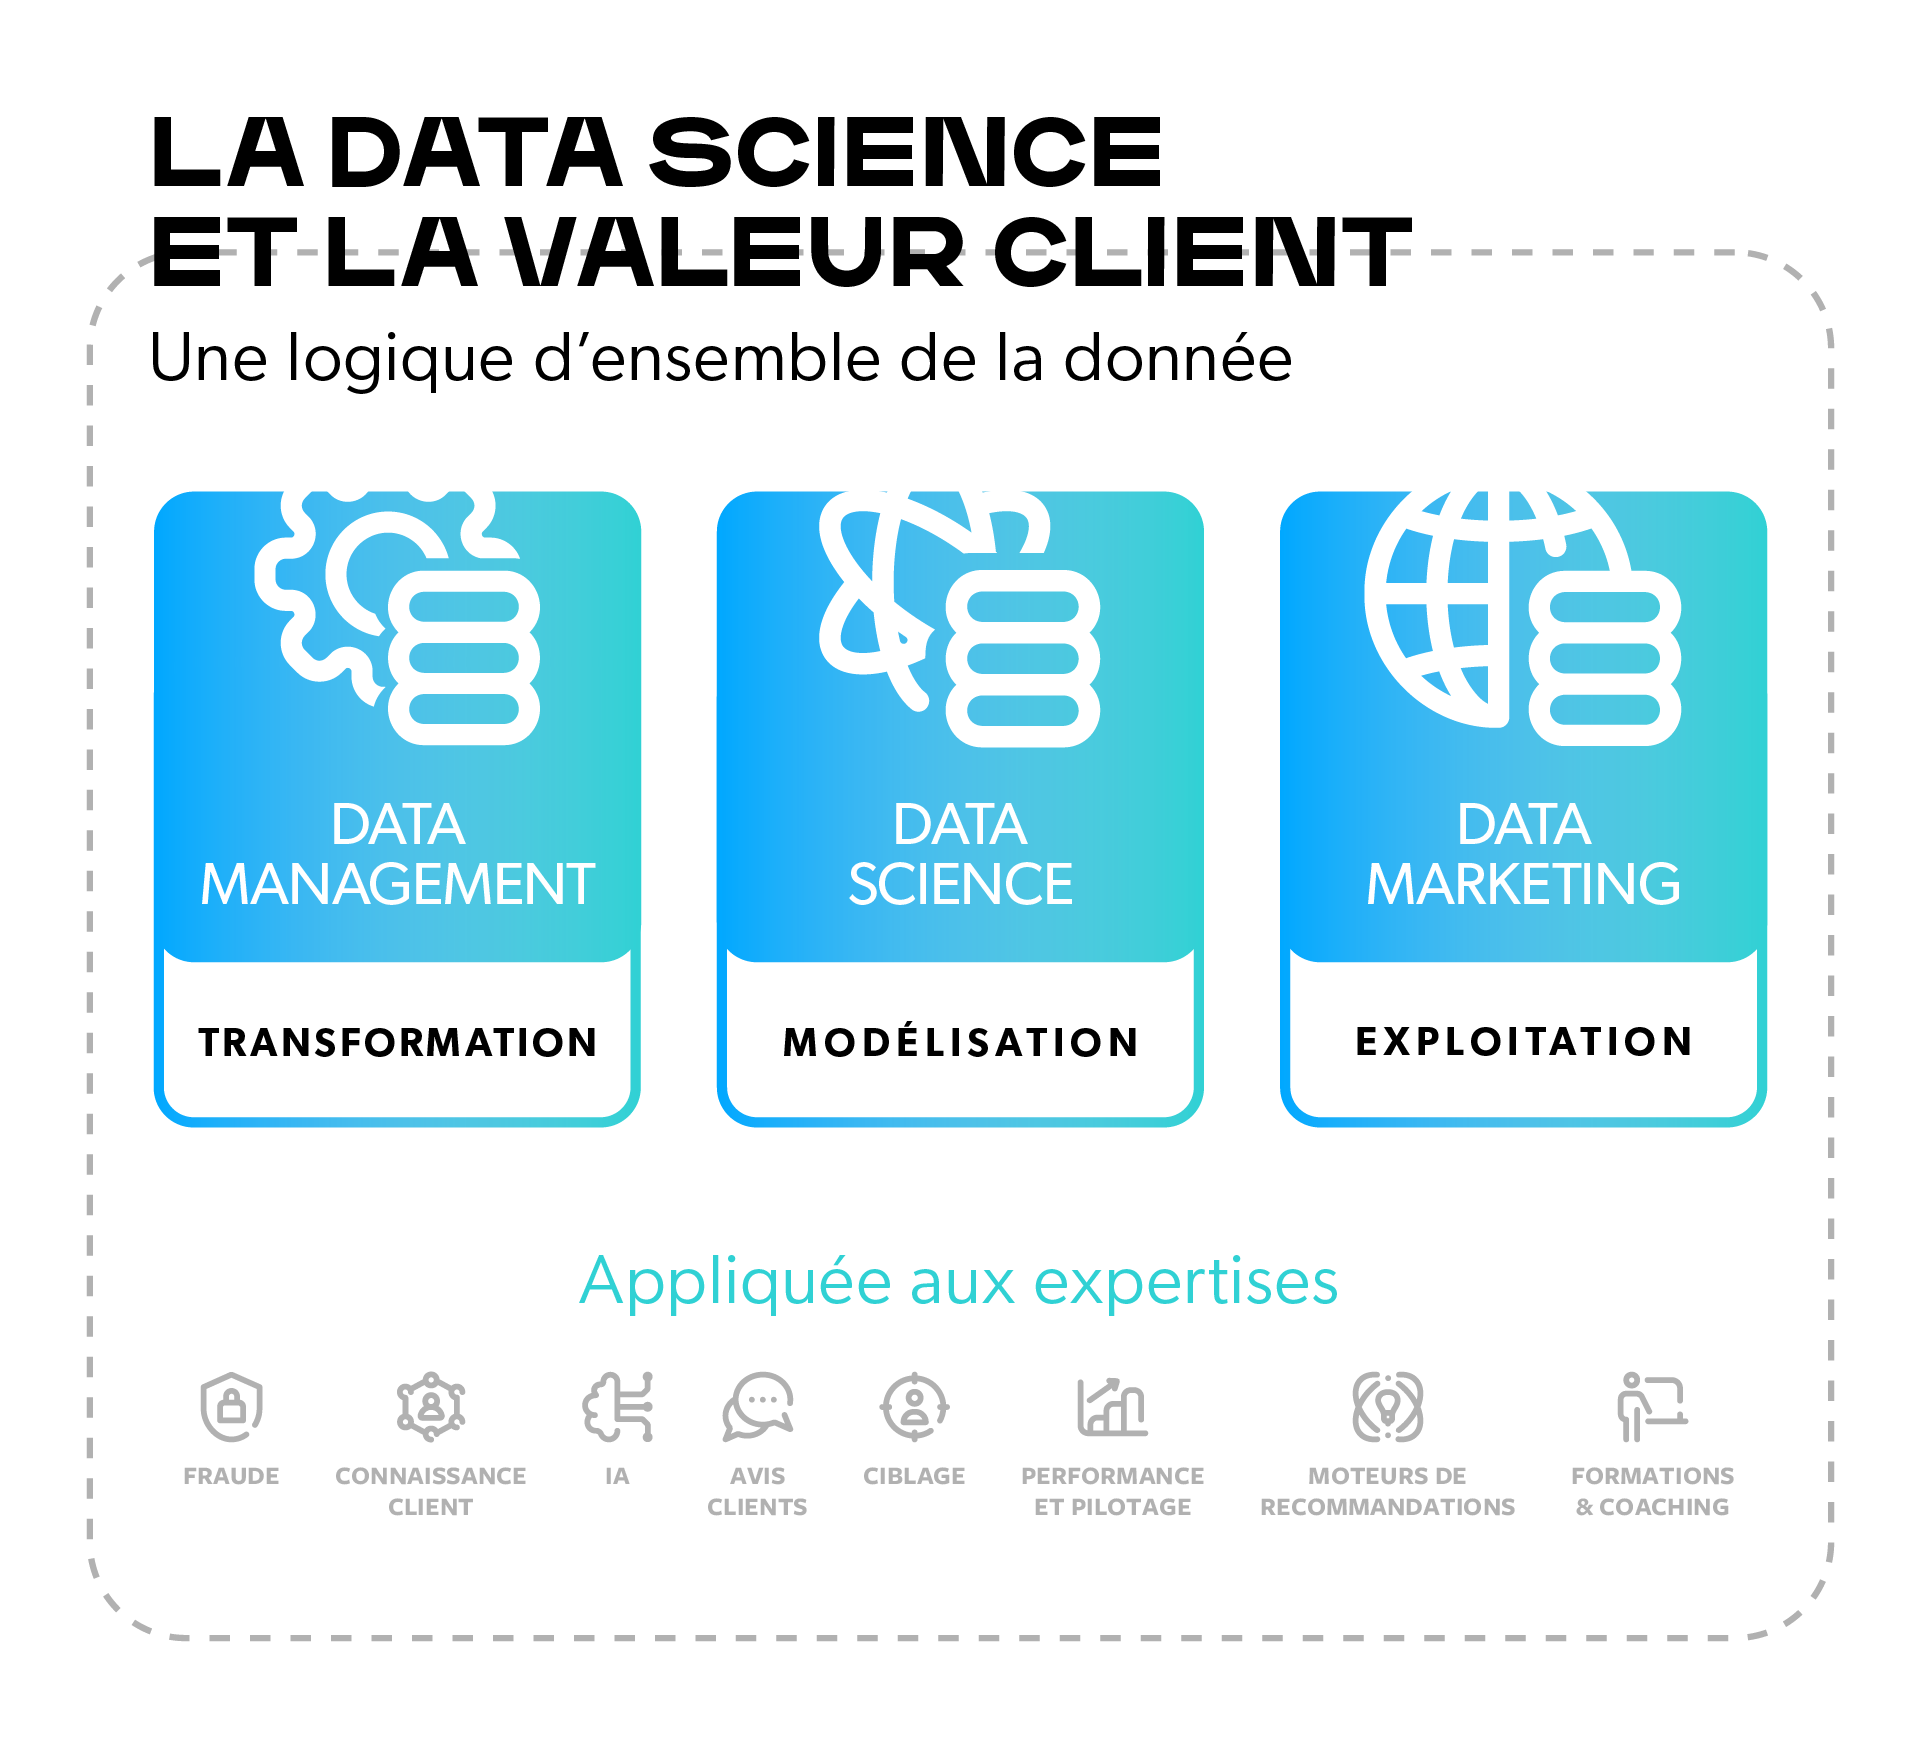 LA DATA SCIENCE
ET LA VALEUR CLIENT
Une logique d’ensemble de la donnée
DATA
MANAGEMENT
TRANSFORMATION
DATA
SCIENCE
MODÉLISATION
DATA
MARKETING
EXPLOITATION
Appliquée aux expertises
FRAUDE
CONNAISSANCE
CLIENT
IA
AVIS
CLIENTS
CIBLAGE
PERFORMANCE
ET PILOTAGE
MOTEURS DE
RECOMMANDATIONS
FORMATIONS
& COACHING